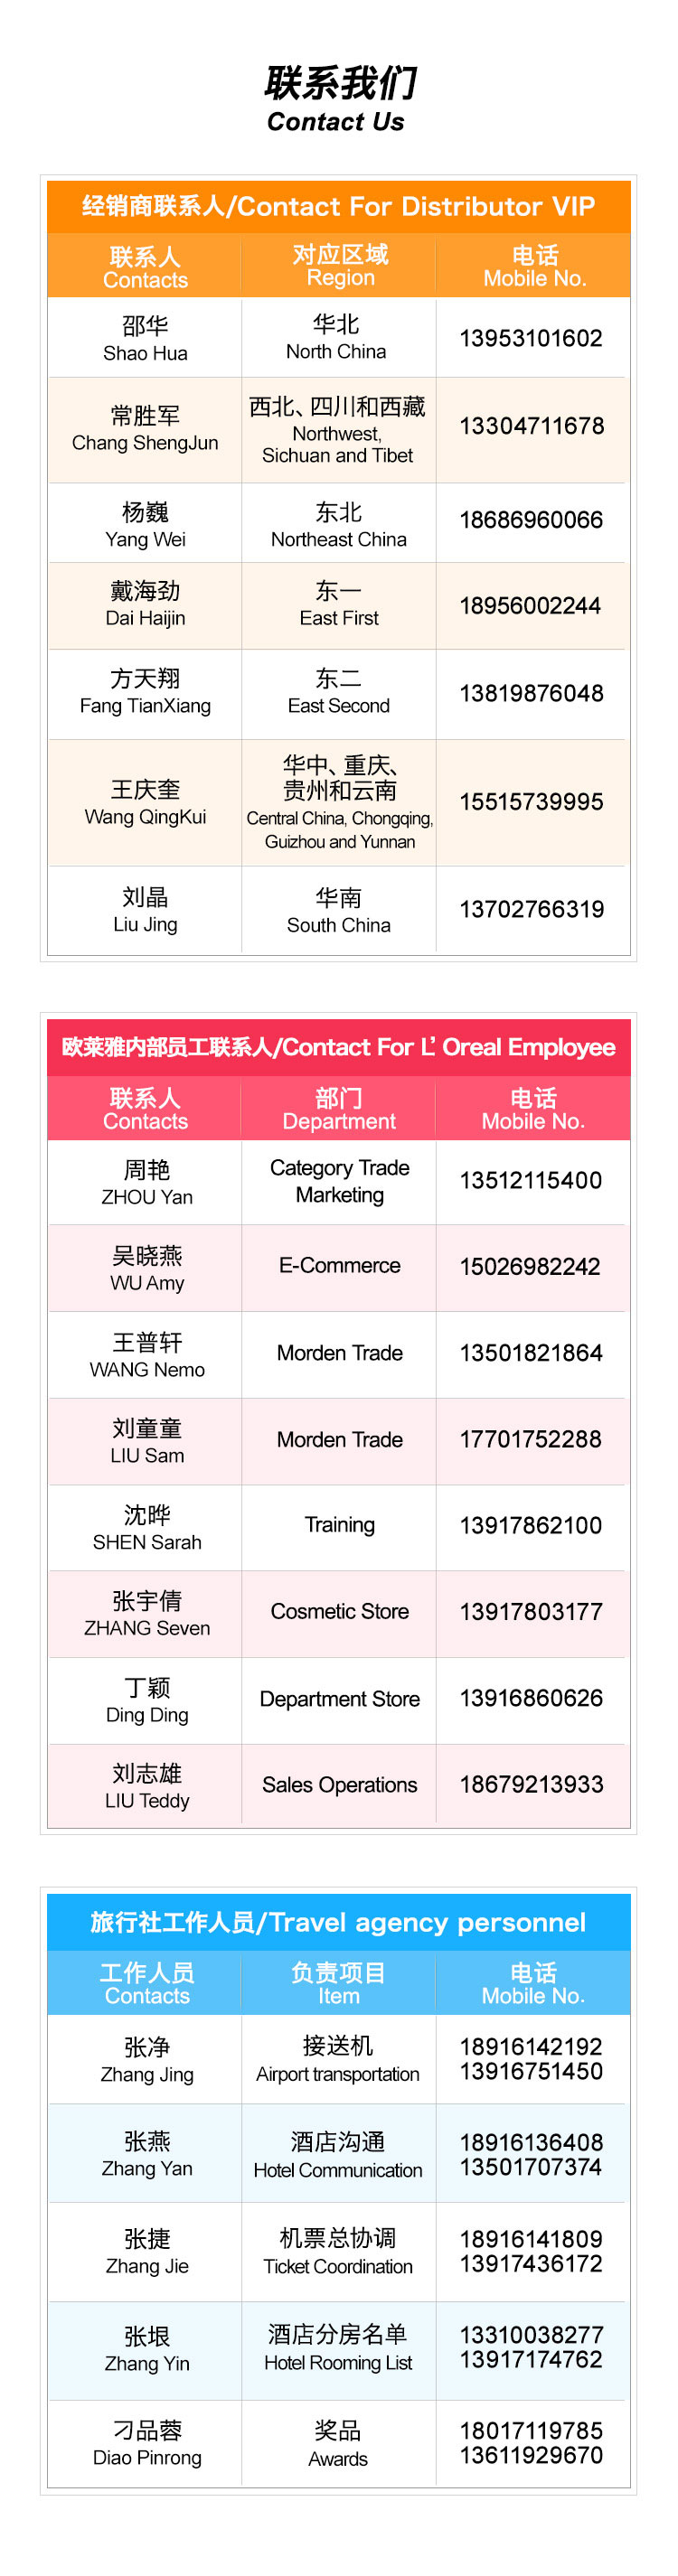 联系我们
Contact Us
经销商联系人/Contact For Distributor VIP
联系人 对应区域 电话
Contacts Region Mobile No.
邵华 华北 13953101602
Shao Hua North China
常胜军 西北、四川和西藏 13304711678
Chang ShengJun Northwest,
Sichuan and Tibet
杨巍 东北 18686960066
Yang Wei Northeast China
戴海劲 东一 18956002244
Dai Haijin East First
方天翔 东二 13819876048
Fang TianXiang East Second
王庆奎 华中、重庆、 15515739995
贵州和云南
Wang QingKui Central China, Chongqing,
Guizhou and Yunnan
刘晶 华南 13702766319
Liu Jing South China
欧莱雅内部员工联系人/Contact For L’ Oreal Employee
联系人 部门 电话
Contacts Department Mobile No.
周艳 Category Trade 13512115400
ZHOU Yan Marketing
吴晓燕 E-Commerce 15026982242
WU Amy
王普轩 Morden Trade 13501821864
WANG Nemo
刘童童 Morden Trade 17701752288
LIU Sam
沈晔 Training 13917862100
SHEN Sarah
张宇倩 Cosmetic Store 13917803177
ZHANG Seven
丁颖 Department Store 13916860626
Ding Ding
刘志雄 Sales Operations 18679213933
LIU Teddy
旅行社工作人员/Travel agency personnel
工作人员 负责项目 电话
Contacts Item Mobile No.
张净 接送机 18916142192
Zhang Jing Airport transportation 13916751450
张燕 酒店沟通 18916136408
Zhang Yan Hotel Communication 13501707374
张捷 机票总协调 18916141809
Zhang Jie Ticket Coordination 13917436172
张垠 酒店分房名单 13310038277
Zhang Yin Hotel Rooming List 13917174762
刁品蓉 奖品 18017119785
Diao Pinrong Awards 13611929670